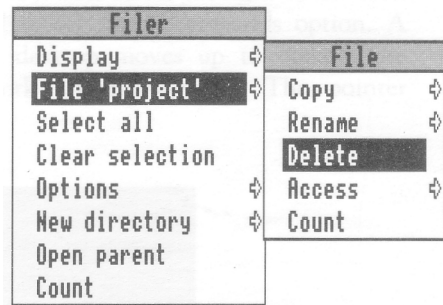 Filer
Display
File 'project'
Select all
Clear selection
Options
New directory
Open parent
Count
File
Copy
Rename
Delete
Access
Count